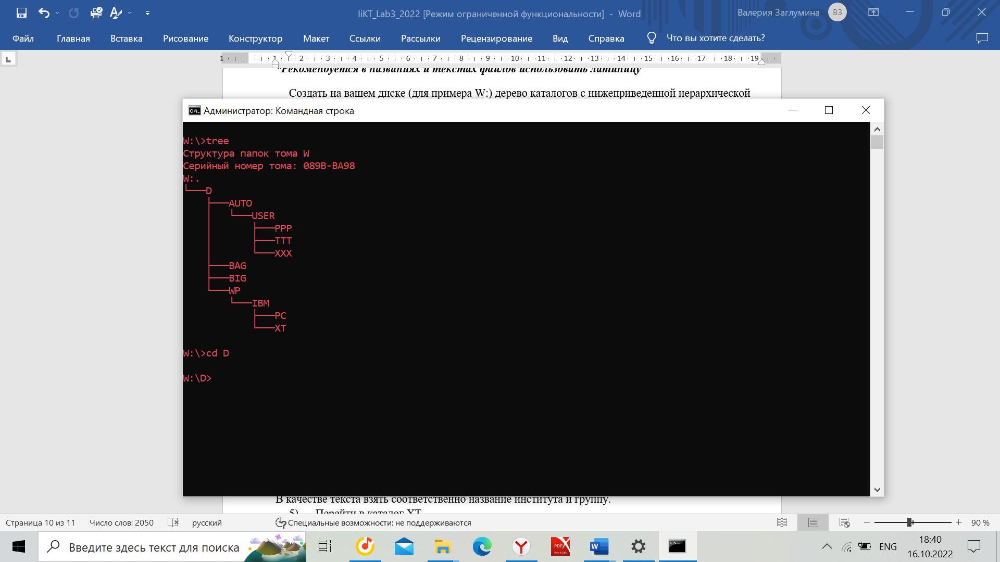 IiKT_Lab3_2022 [Режим ограниченной функциональности] - Word
Валерия Заглумина
ВЗ
Файл Главная Вставка Рисование Конструктор Макет Ссылки Рассылки Рецензирование Вид Справка Что вы хотите сделать?
1 1 2 3 4 5 6 7 8 9 10 11 12 13 14 15 16 17 18 19
*Рекомендуется в названиях и текстах файлов использовать латиницу
Создать на вашем диске (для примера W:) дерево каталогов с нижеприведенной иерархической
Администратор: Командная строка
W:\>tree
Структура папок тома W
Серийный номер тома: 089B-BA98
W:.
└───D
    ├───AUTO
    │   └───USER
    │       ├───PPP
    │       ├───TTT
    │       └───XXX
    ├───BAG
    ├───BIG
    └───WP
        └───IBM
            ├───PC
            └───XT
W:\>cd D
W:\D>
В качестве текста взять соответственно название института и группу.
5) Перейти в каталог XT
Страница 10 из 11 Число слов: 2050 русский Специальные возможности: не поддерживаются 90 %
Введите здесь текст для поиска
PDF
View & Edit
ENG
18:40
16.10.2022